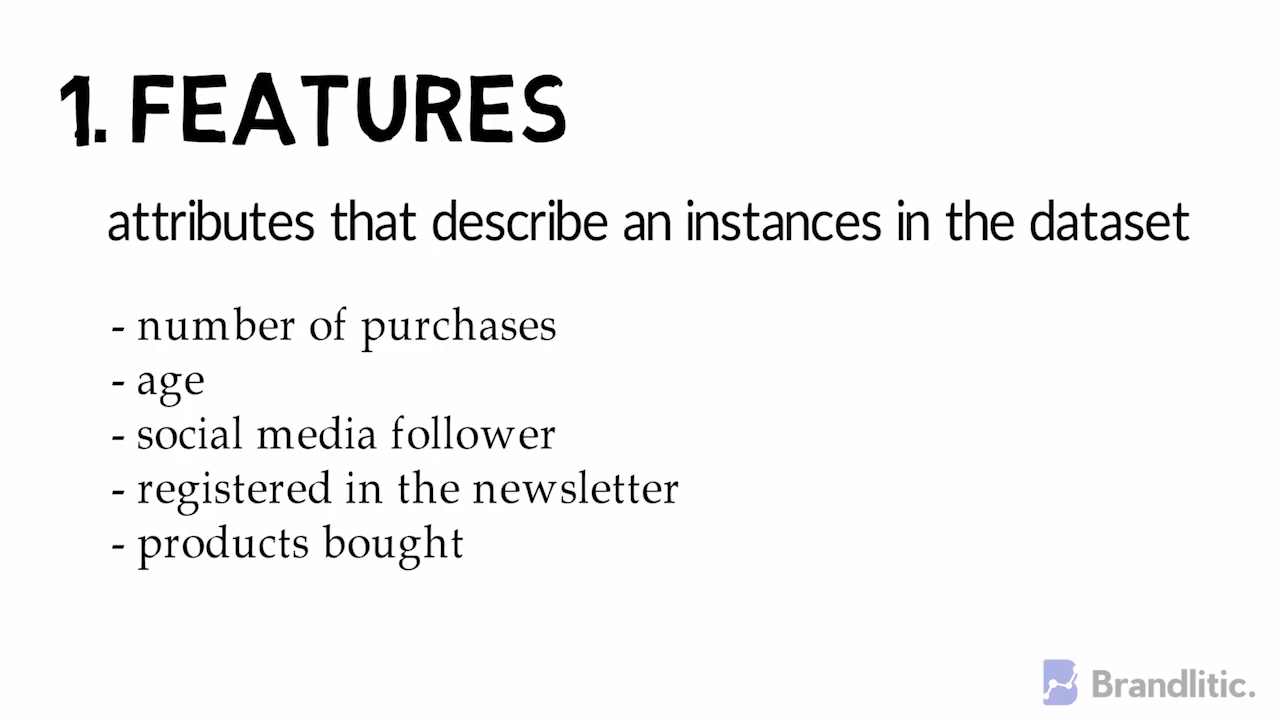 1. FEATURES
attributes that describe an instances in the dataset
- number of purchases
- age
- social media follower
- registered in the newsletter
- products bought
Brandlitic.